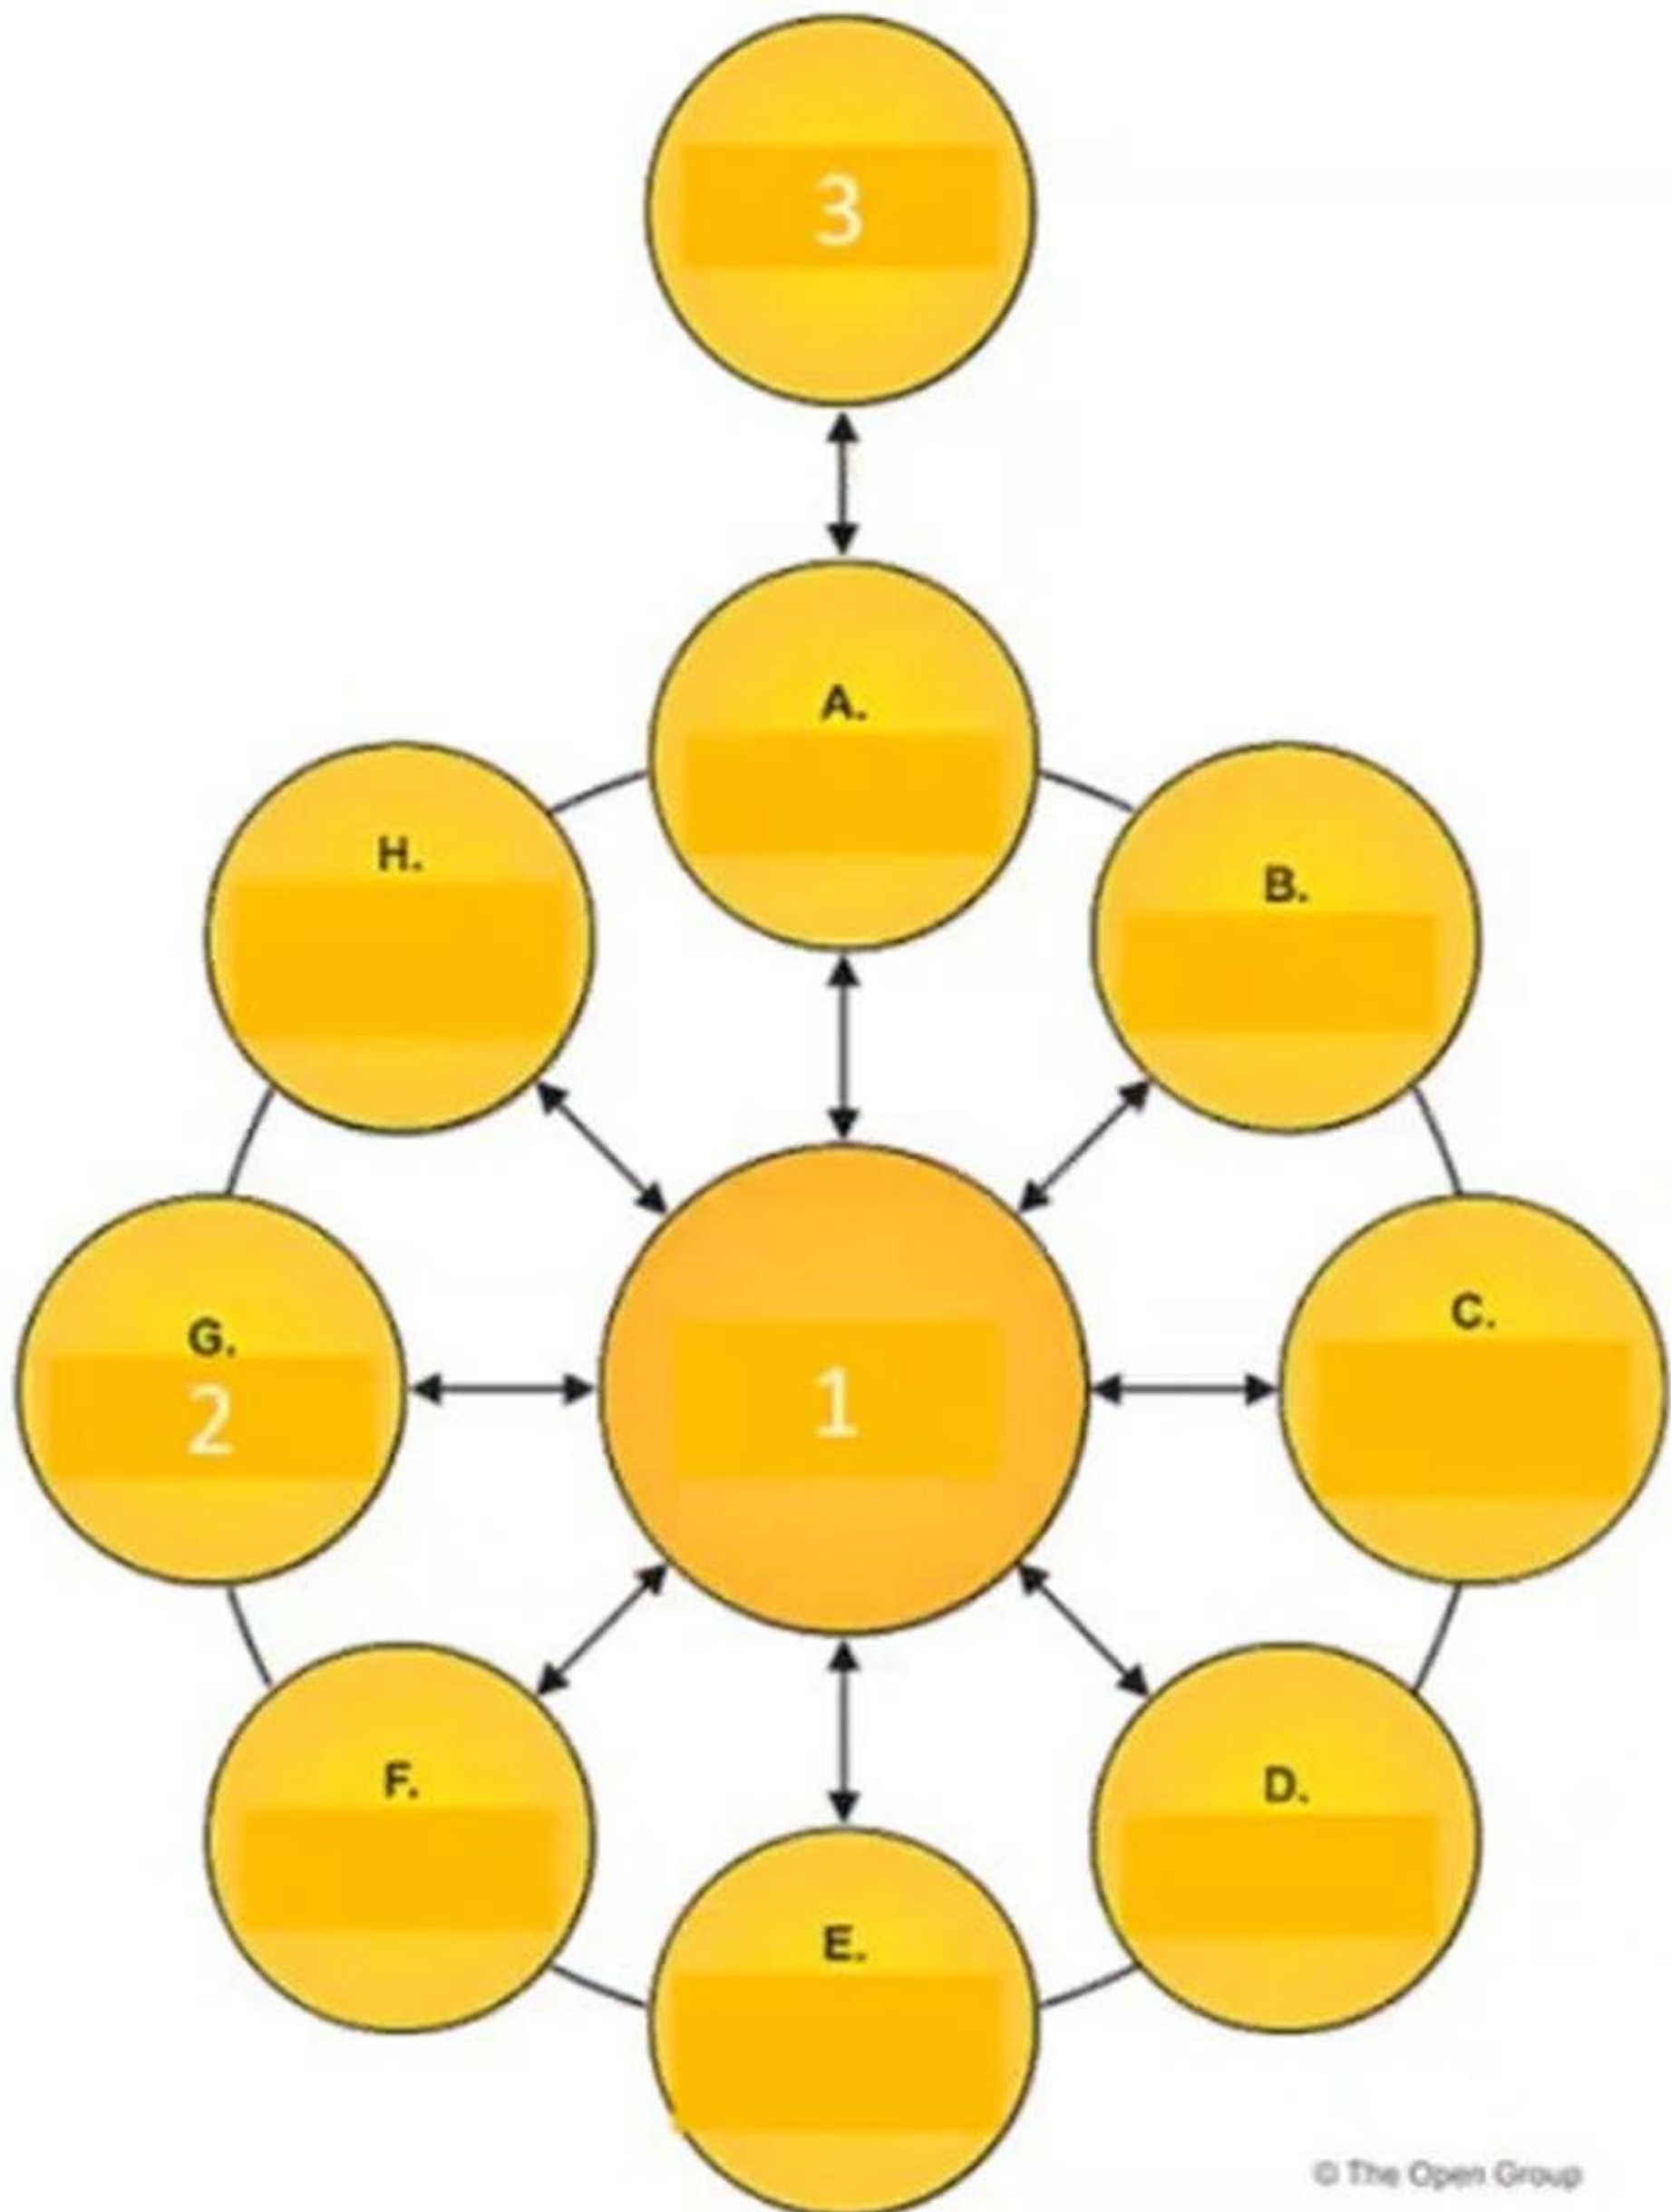 3
A.
H.
B.
G.
2
1
C.
F.
D.
E.
© The Open Group